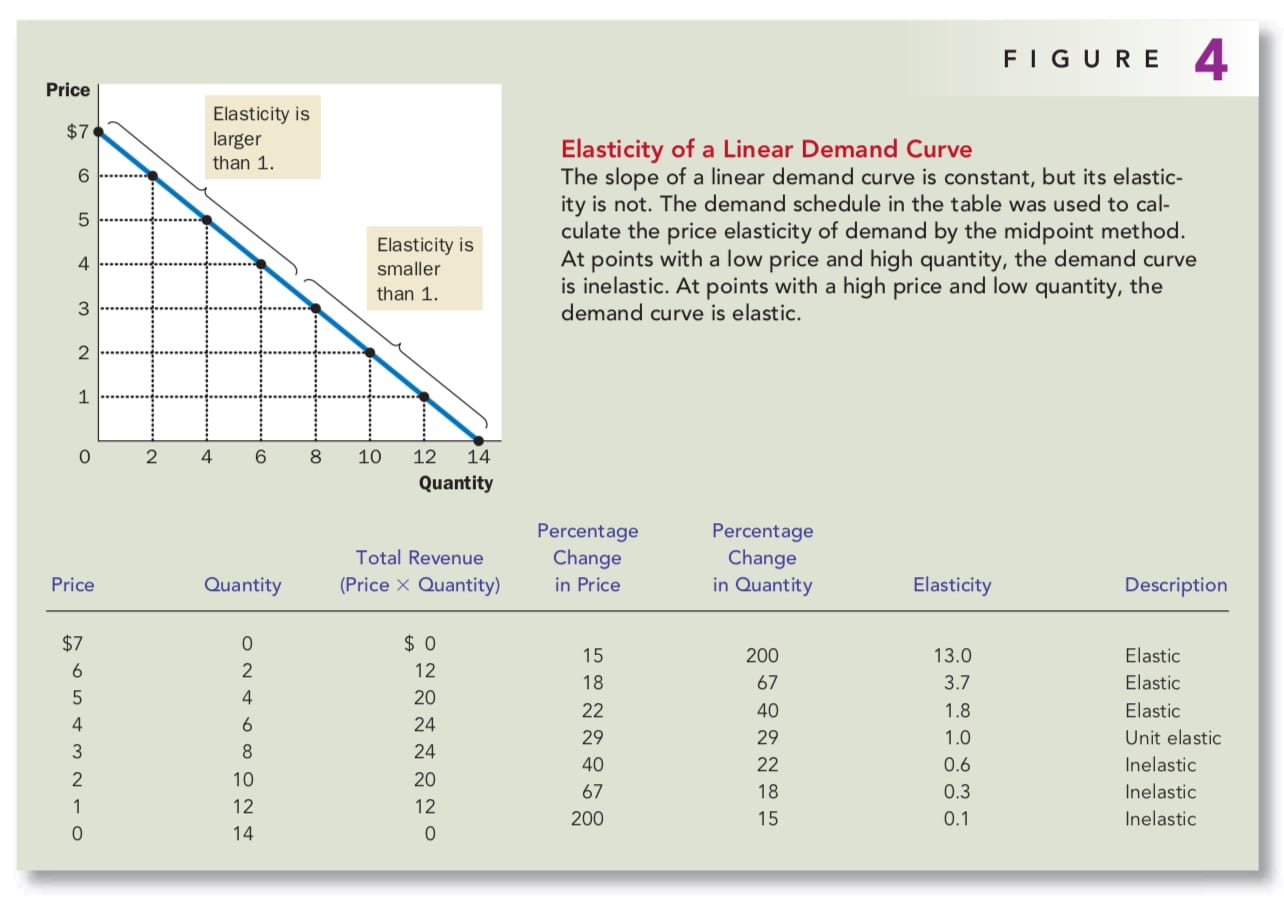 FIGURE 4
Price
$7
6
5
4
3
2
1
0 2 4 6 8 10 12 14
Quantity
Elasticity is
larger
than 1.
Elasticity is
smaller
than 1.
Elasticity of a Linear Demand Curve
The slope of a linear demand curve is constant, but its elastic-
ity is not. The demand schedule in the table was used to cal-
culate the price elasticity of demand by the midpoint method.
At points with a low price and high quantity, the demand curve
is inelastic. At points with a high price and low quantity, the
demand curve is elastic.
Percentage Percentage
Total Revenue Change Change
Price Quantity (Price × Quantity) in Price in Quantity Elasticity Description
$7 0 $ 0
15 200 13.0 Elastic
6 2 12
18 67 3.7 Elastic
5 4 20
22 40 1.8 Elastic
4 6 24
29 29 1.0 Unit elastic
3 8 24
40 22 0.6 Inelastic
2 10 20
67 18 0.3 Inelastic
1 12 12
200 15 0.1 Inelastic
0 14 0